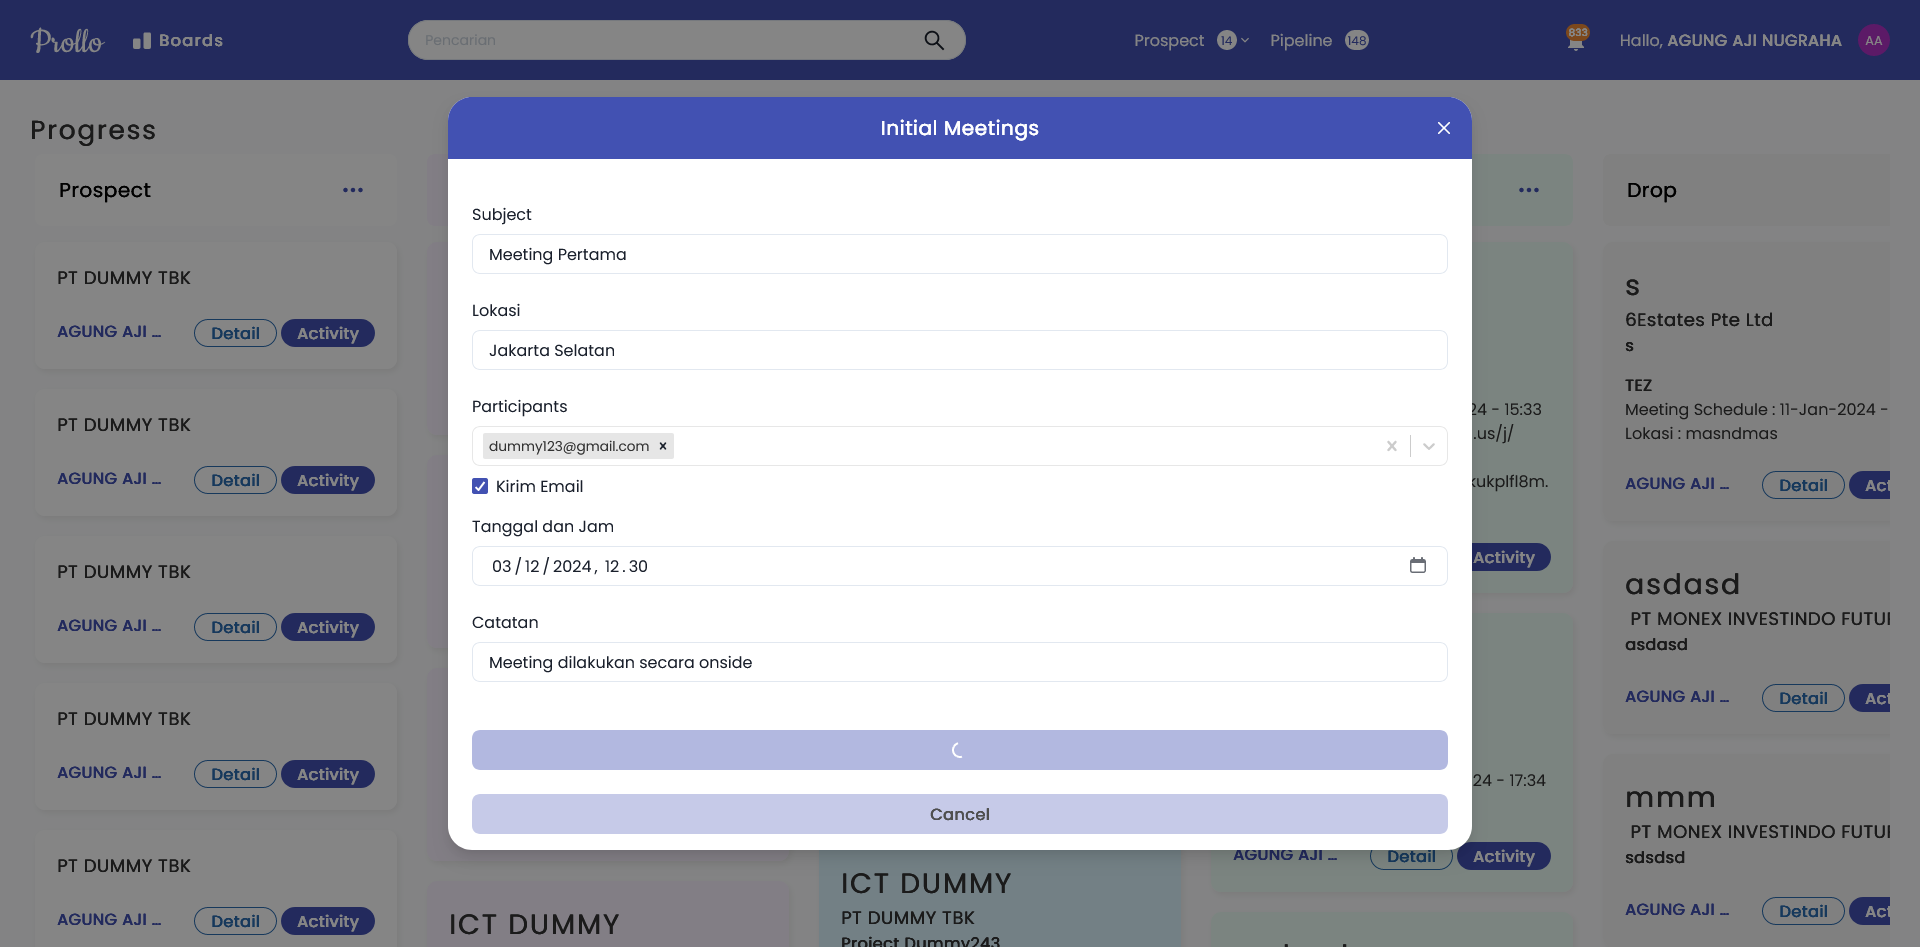 Prollo
Boards
Pencarian
Prospect 14
Pipeline 148
833
Hallo, AGUNG AJI NUGRAHA
AA
Progress
Prospect
PT DUMMY TBK
AGUNG AJI ...
Detail
Activity
PT DUMMY TBK
AGUNG AJI ...
Detail
Activity
PT DUMMY TBK
AGUNG AJI ...
Detail
Activity
PT DUMMY TBK
AGUNG AJI ...
Detail
Activity
PT DUMMY TBK
AGUNG AJI ...
Detail
Activity
Initial Meetings
Subject
Meeting Pertama
Lokasi
Jakarta Selatan
Participants
dummy123@gmail.com
Kirim Email
Tanggal dan Jam
03/12/2024, 12.30
Catatan
Meeting dilakukan secara onside
Cancel
ICT DUMMY
ICT DUMMY
PT DUMMY TBK
Project Dummy243
24 - 15:33
.us/j/
kukplfl8m.
Activity
24 - 17:34
AGUNG AJI ...
Detail
Activity
Drop
S
6Estates Pte Ltd
s
TEZ
Meeting Schedule : 11-Jan-2024 -
Lokasi : masndmas
AGUNG AJI ...
Detail
Act
asdasd
PT MONEX INVESTINDO FUTU
asdasd
AGUNG AJI ...
Detail
Act
mmm
PT MONEX INVESTINDO FUTU
sdsdsd
AGUNG AJI ...
Detail
Act